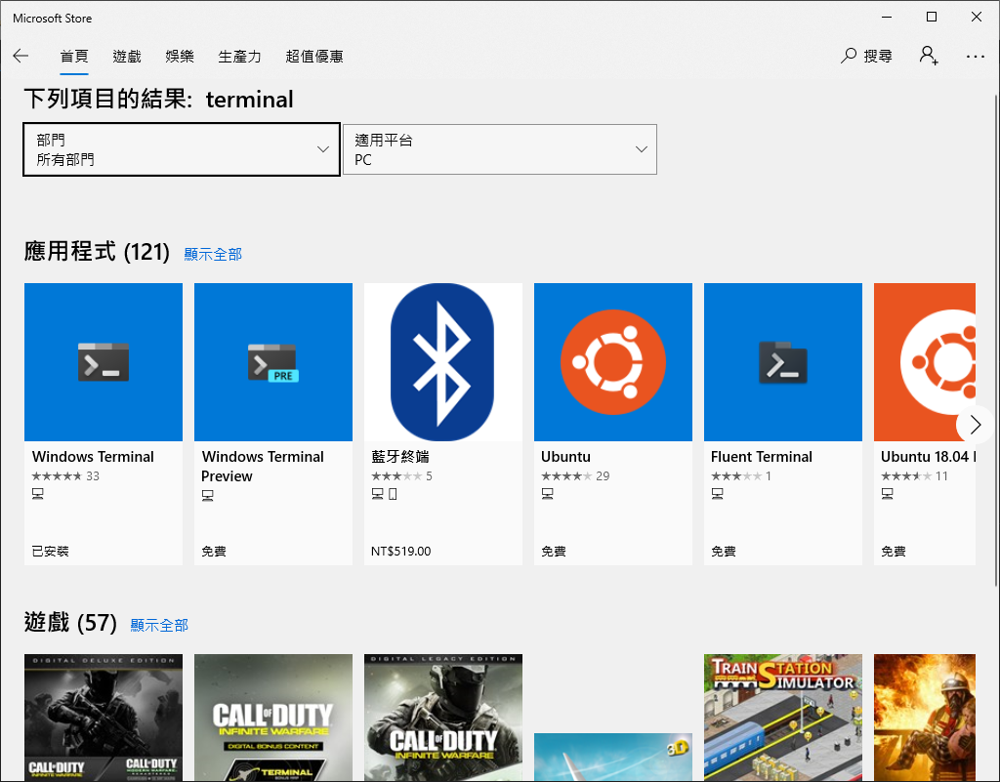 Microsoft Store
首頁 遊戲 娛樂 生產力 超值優惠 搜尋
下列項目的結果: terminal
部門
所有部門
適用平台
PC
應用程式 (121) 顯示全部
PRE
Windows Terminal
33
已安裝
Windows Terminal
Preview
免費
藍牙終端
5
NT$519.00
Ubuntu
29
免費
Fluent Terminal
1
免費
Ubuntu 18.04
11
免費
遊戲 (57) 顯示全部
DIGITAL DELUXE EDITION
CALL OF DUTY
INFINITE WARFARE
CALL OF DUTY
MODERN WARFARE
REMASTERED
CALL OF DUTY
INFINITE WARFARE
DIGITAL BONUS CONTENT
TERMINAL
BONUS MAP
DIGITAL LEGACY EDITION
CALL OF DUTY
INFINITE WARFARE
3D
TRAIN STATION
SIMULATOR